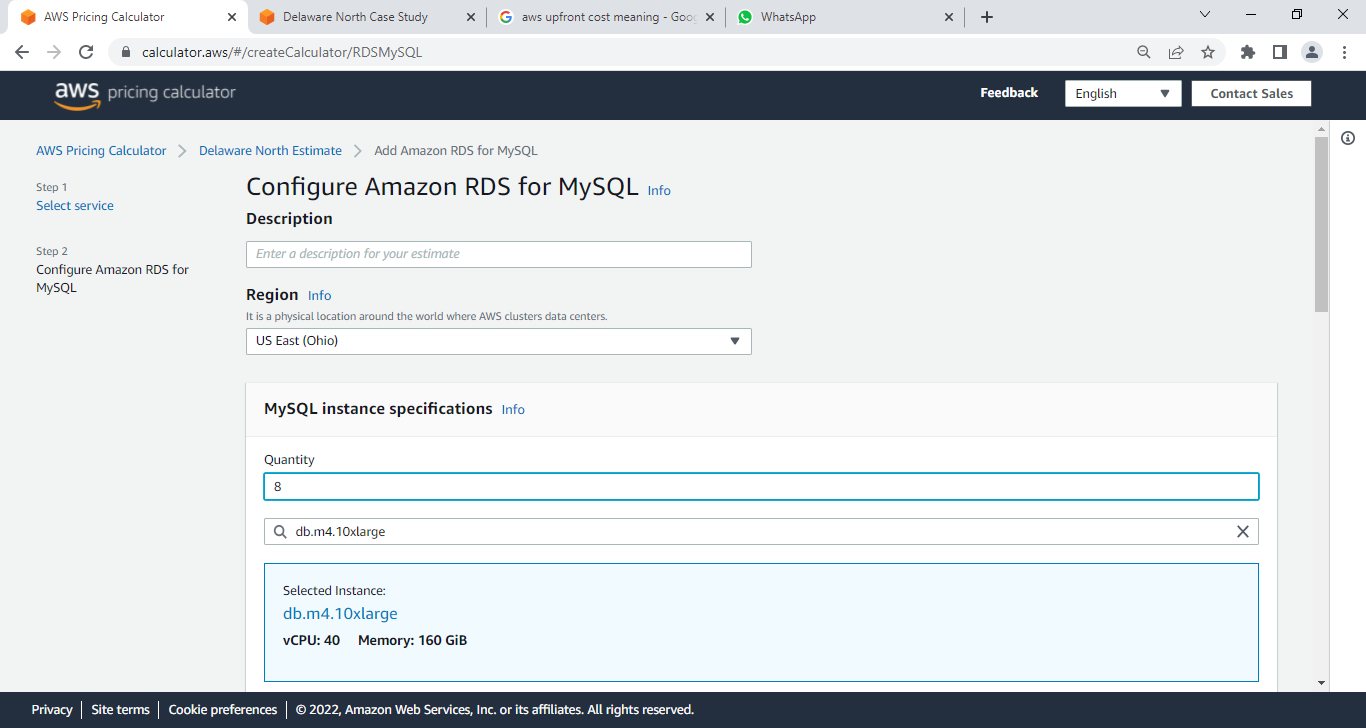 AWS Pricing Calculator
Delaware North Case Study
aws upfront cost meaning - Goo
WhatsApp
calculator.aws/#/createCalculator/RDSMySQL
aws pricing calculator
Feedback
English
Contact Sales
AWS Pricing Calculator > Delaware North Estimate > Add Amazon RDS for MySQL
Step 1
Select service
Step 2
Configure Amazon RDS for
MySQL
Configure Amazon RDS for MySQL Info
Description
Enter a description for your estimate
Region Info
It is a physical location around the world where AWS clusters data centers.
US East (Ohio)
MySQL instance specifications Info
Quantity
8
db.m4.10xlarge
Selected Instance:
db.m4.10xlarge
vCPU: 40 Memory: 160 GiB
Privacy | Site terms | Cookie preferences | © 2022, Amazon Web Services, Inc. or its affiliates. All rights reserved.